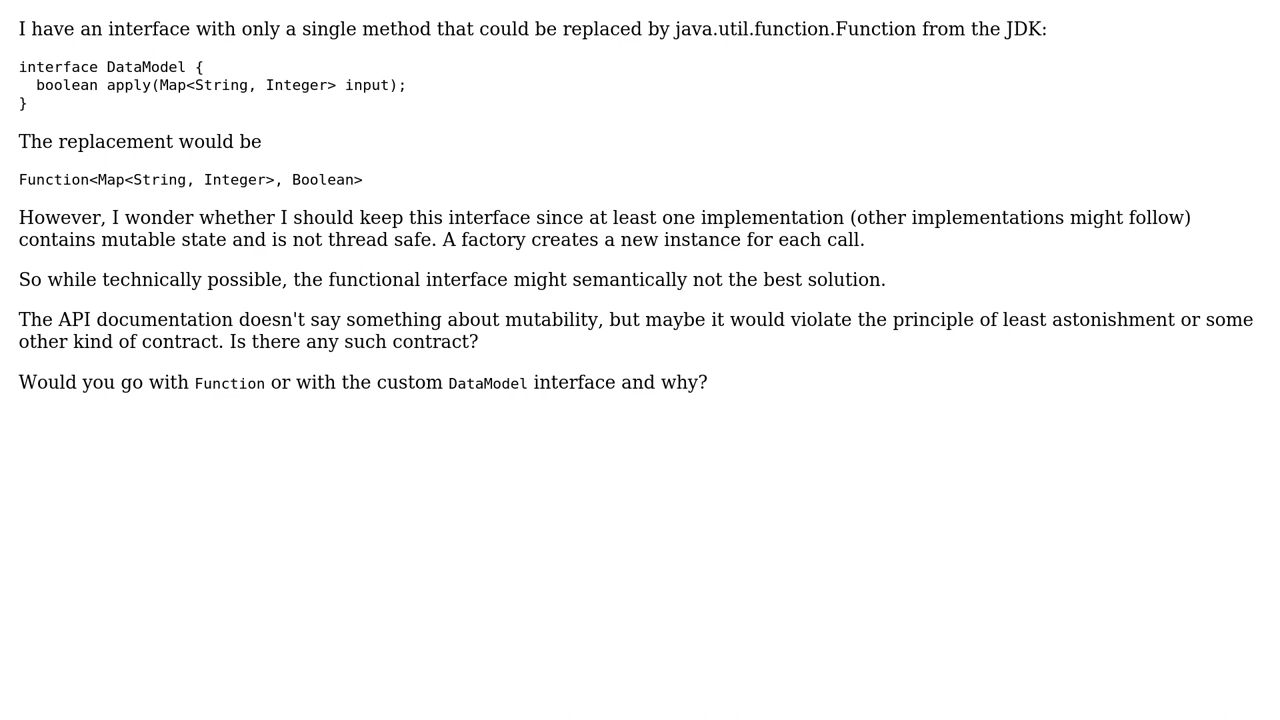 I have an interface with only a single method that could be replaced by java.util.function.Function from the JDK:
interface DataModel {
  boolean apply(Map<String, Integer> input);
}
The replacement would be
Function<Map<String, Integer>, Boolean>
However, I wonder whether I should keep this interface since at least one implementation (other implementations might follow)
contains mutable state and is not thread safe. A factory creates a new instance for each call.
So while technically possible, the functional interface might semantically not the best solution.
The API documentation doesn't say something about mutability, but maybe it would violate the principle of least astonishment or some
other kind of contract. Is there any such contract?
Would you go with Function or with the custom DataModel interface and why?